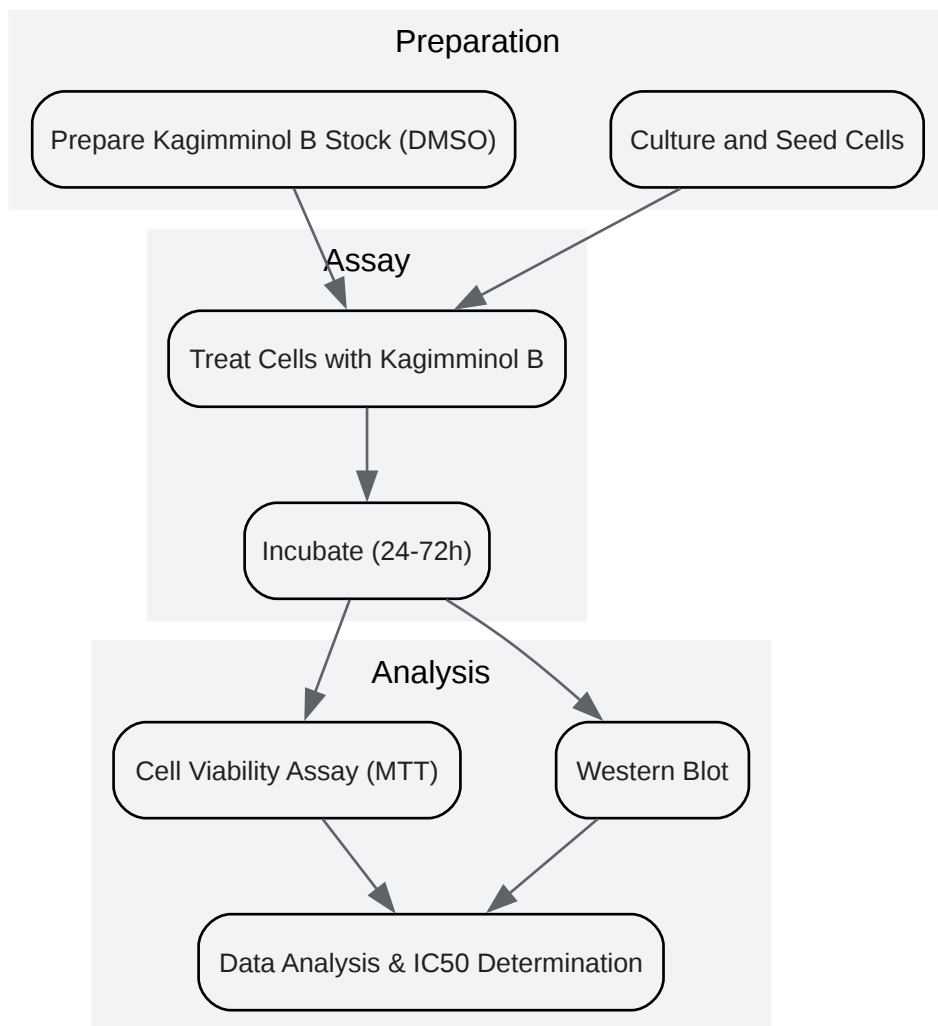 Preparation
Prepare Kagimminol B Stock (DMSO)
Culture and Seed Cells
Assay
Treat Cells with Kagimminol B
Incubate (24-72h)
Analysis
Cell Viability Assay (MTT)
Western Blot
Data Analysis & IC50 Determination